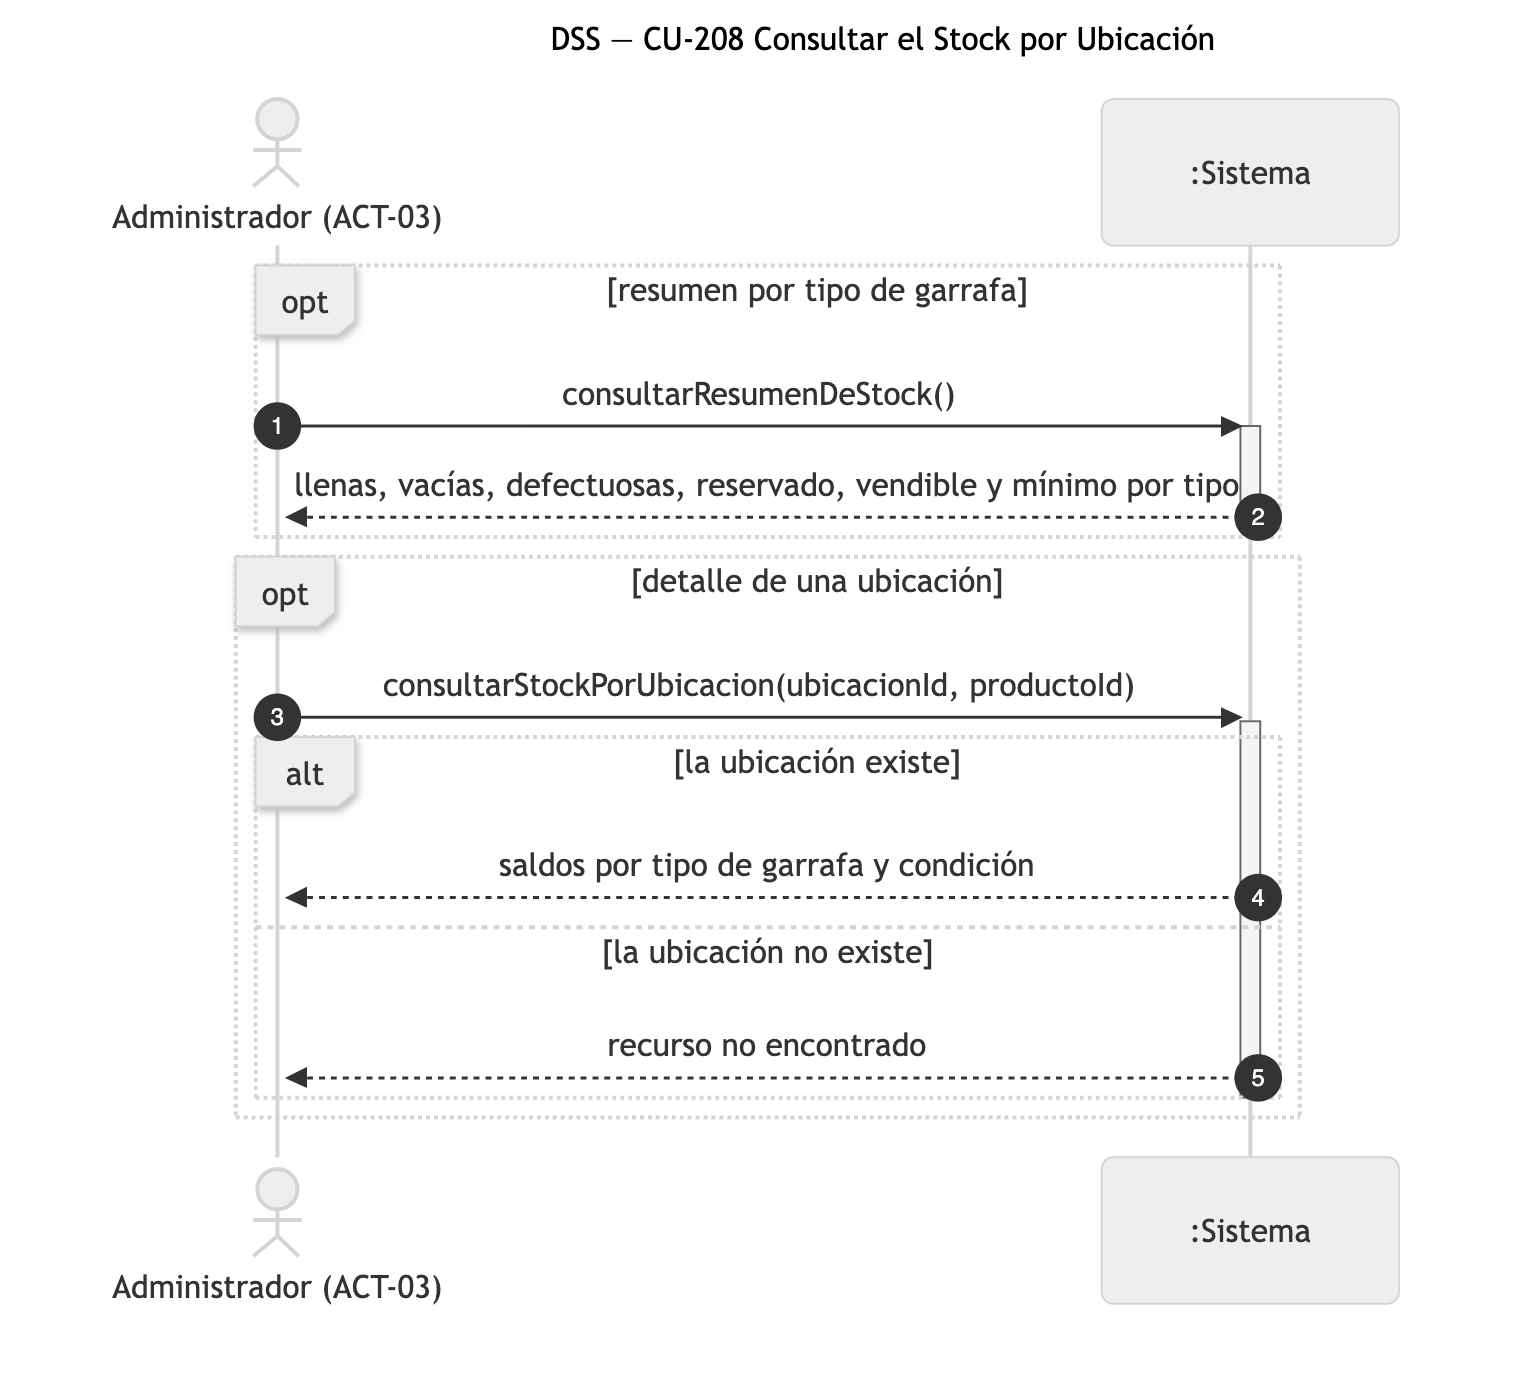 DSS — CU-208 Consultar el Stock por Ubicación
Administrador (ACT-03)
:Sistema
opt
[resumen por tipo de garrafa]
consultarResumenDeStock()
1
llenas, vacías, defectuosas, reservado, vendible y mínimo por tipo
2
opt
[detalle de una ubicación]
consultarStockPorUbicacion(ubicacionId, productoId)
3
alt
[la ubicación existe]
saldos por tipo de garrafa y condición
4
[la ubicación no existe]
recurso no encontrado
5
Administrador (ACT-03)
:Sistema